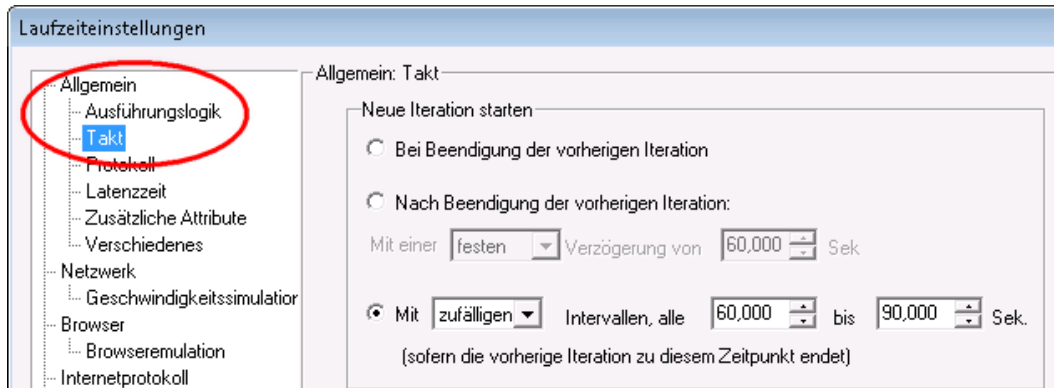 Laufzeiteinstellungen
Allgemein
Ausführungslogik
Takt
Protokoll
Latenzzeit
Zusätzliche Attribute
Verschiedenes
Netzwerk
Geschwindigkeitssimulation
Browser
Browseremulation
Internetprotokoll
Allgemein: Takt
Neue Iteration starten
Bei Beendigung der vorherigen Iteration
Nach Beendigung der vorherigen Iteration:
Mit einer festen Verzögerung von 60,000 Sek
Mit zufälligen Intervallen, alle 60,000 bis 90,000 Sek.
(sofern die vorherige Iteration zu diesem Zeitpunkt endet)